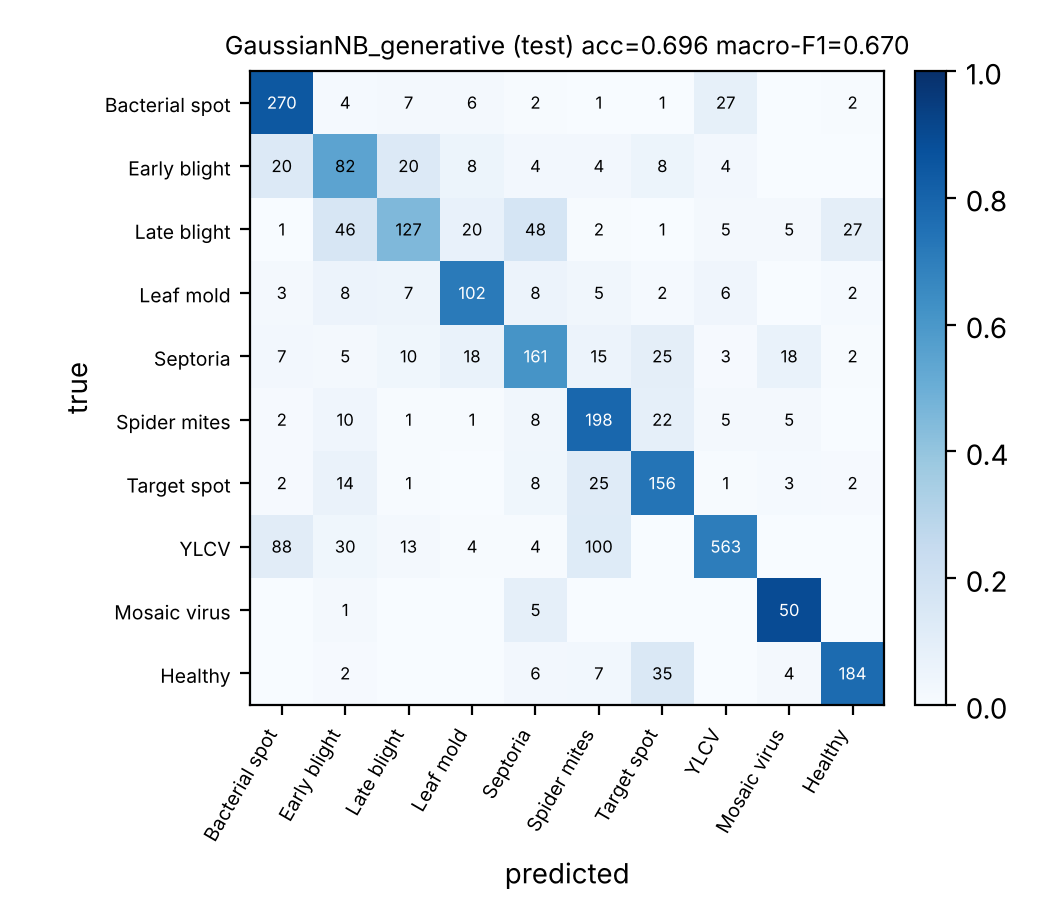 GaussianNB_generative (test) acc=0.696 macro-F1=0.670
Bacterial spot 270 4 7 6 2 1 1 27 2
Early blight 20 82 20 8 4 4 8 4
Late blight 1 46 127 20 48 2 1 5 5 27
Leaf mold 3 8 7 102 8 5 2 6 2
Septoria 7 5 10 18 161 15 25 3 18 2
Spider mites 2 10 1 1 8 198 22 5 5
Target spot 2 14 1 8 25 156 1 3 2
YLCV 88 30 13 4 4 100 563
Mosaic virus 1 5 50
Healthy 2 6 7 35 4 184
true
Bacterial spot
Early blight
Late blight
Leaf mold
Septoria
Spider mites
Target spot
YLCV
Mosaic virus
Healthy
predicted
1.0
0.8
0.6
0.4
0.2
0.0